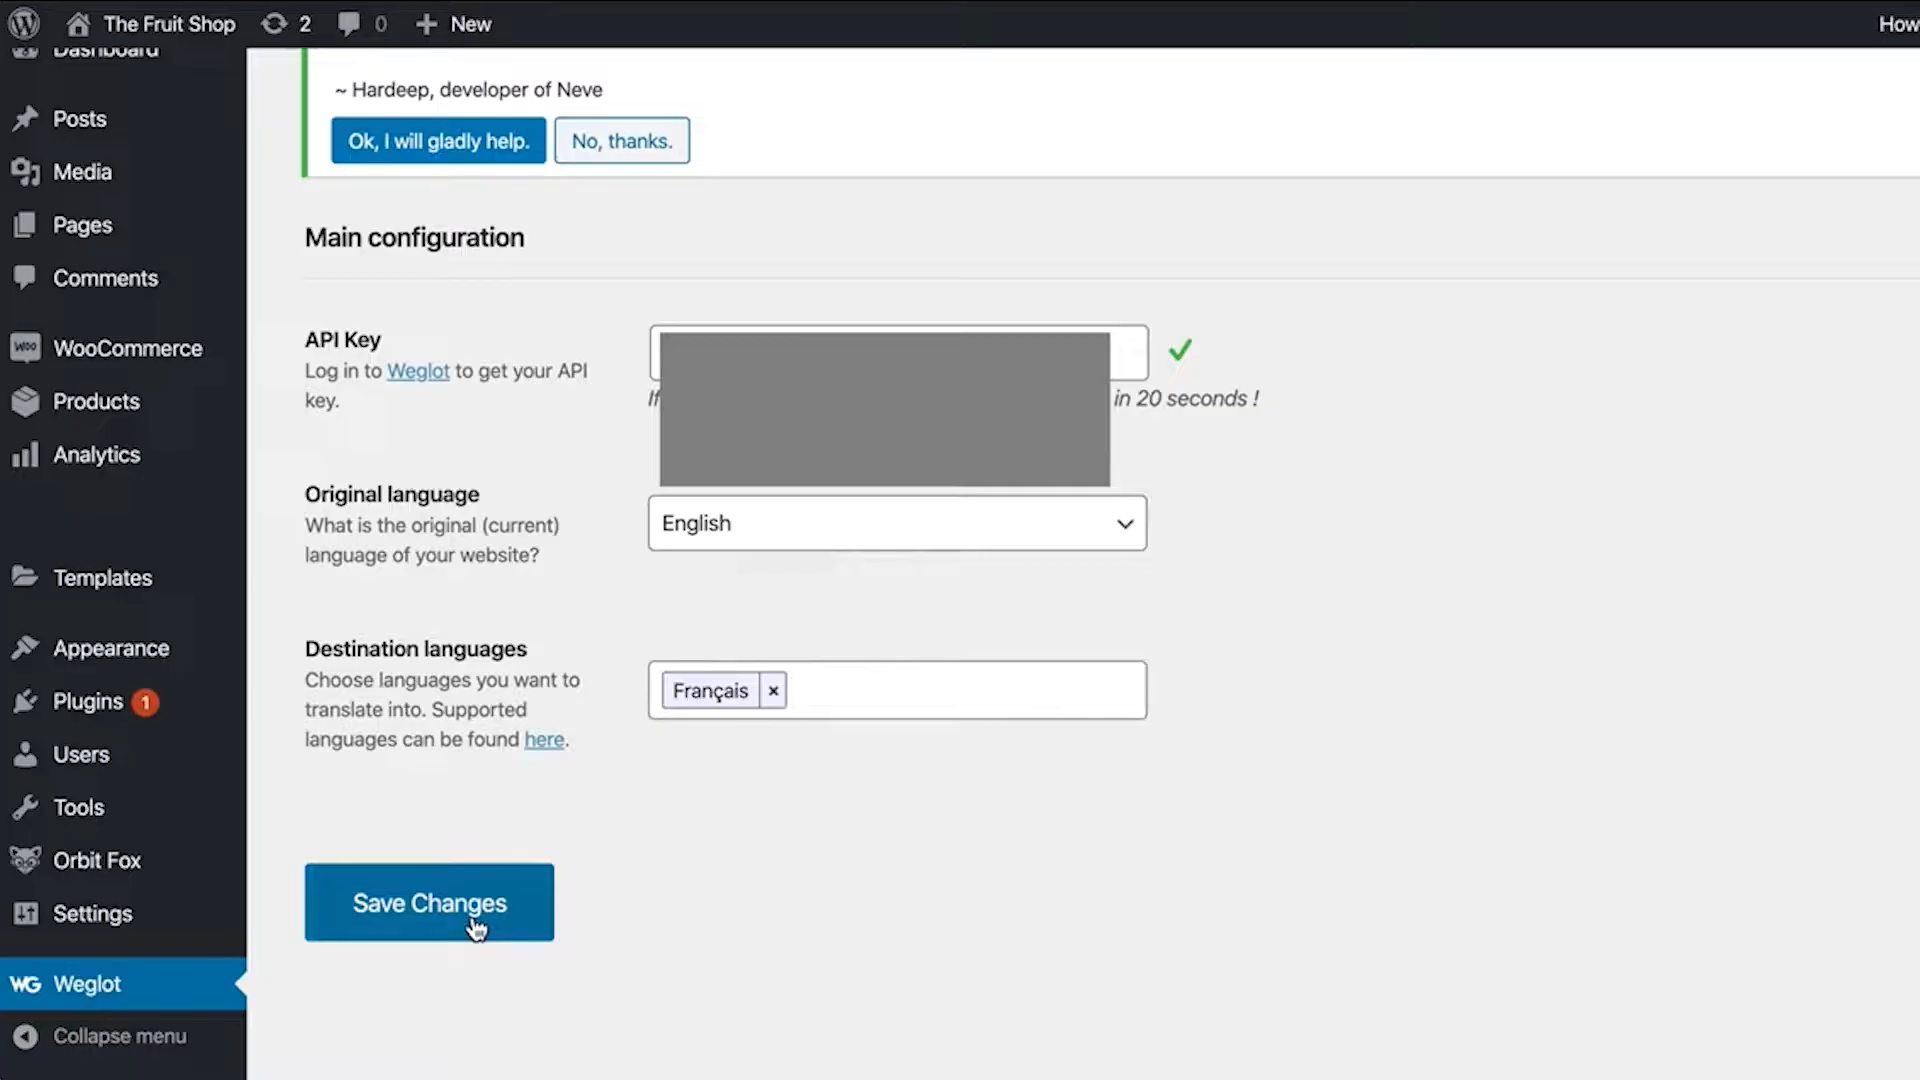 The Fruit Shop 2 0 + New How
Dashboard
Posts
Media
Pages
Comments
WOO WooCommerce
Products
Analytics
Templates
Appearance
Plugins 1
Users
Tools
Orbit Fox
Settings
WG Weglot
Collapse menu
~ Hardeep, developer of Neve
Ok, I will gladly help. No, thanks.
Main configuration
API Key
Log in to Weglot to get your API
key.
If in 20 seconds !
Original language
What is the original (current)
language of your website?
English
Destination languages
Choose languages you want to
translate into. Supported
languages can be found here.
Français ×
Save Changes